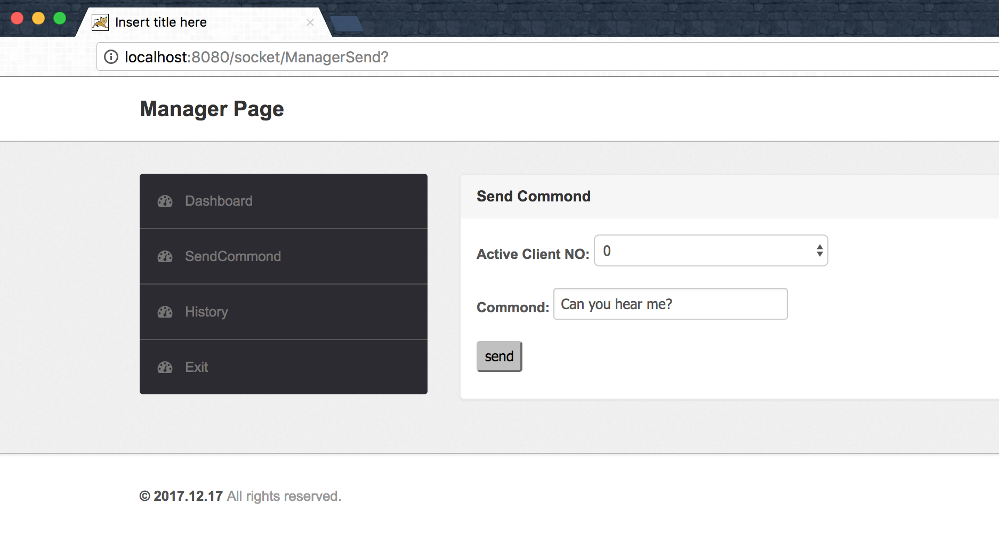 Insert title here
localhost:8080/socket/ManagerSend?
Manager Page
Dashboard
SendCommond
History
Exit
Send Commond
Active Client NO: 0
Commond: Can you hear me?
send
© 2017.12.17 All rights reserved.